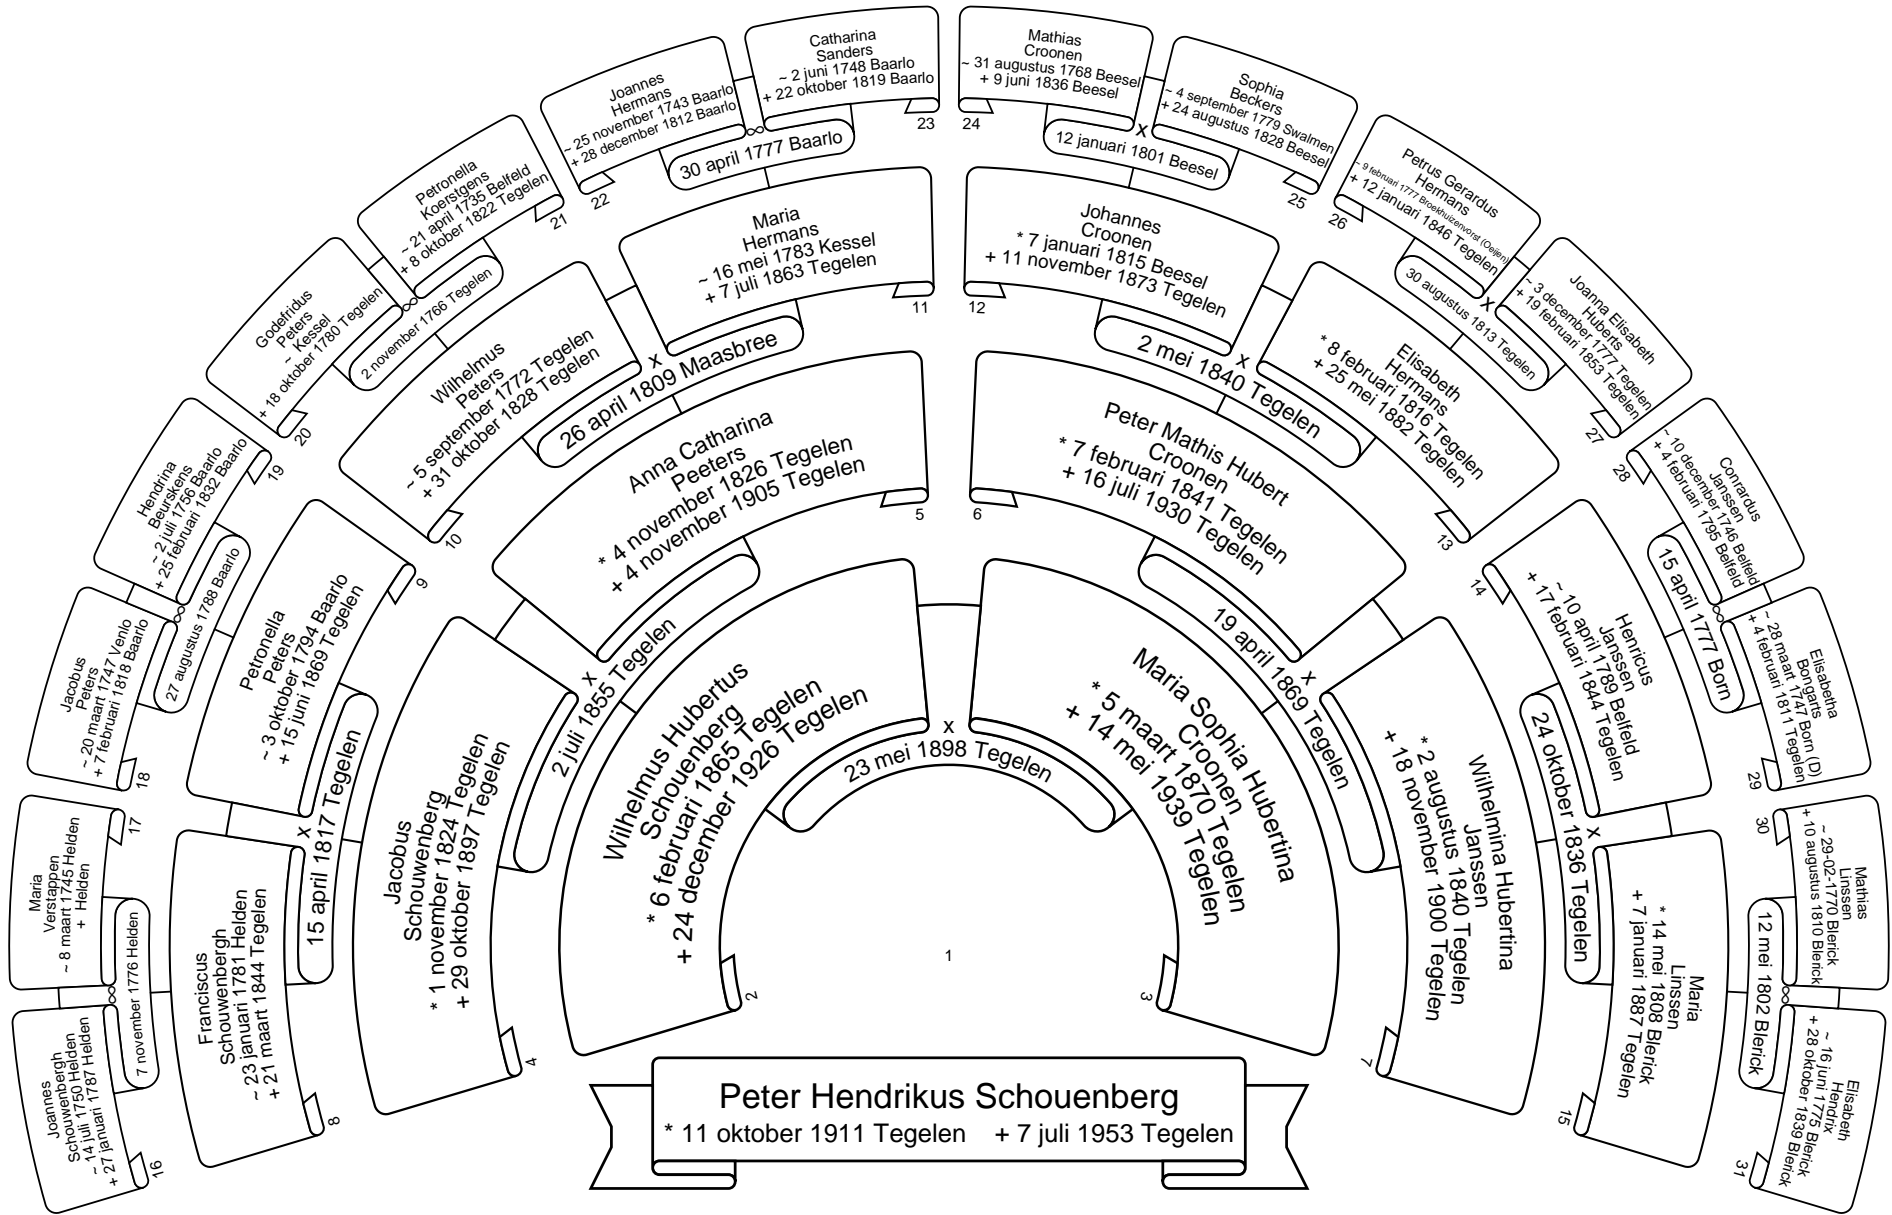 Peter Hendrikus Schouenberg
* 11 oktober 1911 Tegelen + 7 juli 1953 Tegelen
1
Wilhelmus Hubertus
Schouenberg
* 6 februari 1865 Tegelen
+ 24 december 1926 Tegelen
2
x
23 mei 1898 Tegelen
Maria Sophia Hubertina
Croonen
* 5 maart 1870 Tegelen
+ 14 mei 1939 Tegelen
3
Jacobus
Schouwenberg
* 1 november 1824 Tegelen
+ 29 oktober 1897 Tegelen
4
x
2 juli 1855 Tegelen
Anna Catharina
Peeters
* 4 november 1826 Tegelen
+ 4 november 1905 Tegelen
5
Peter Mathis Hubert
Croonen
* 7 februari 1841 Tegelen
+ 16 juli 1930 Tegelen
6
x
19 april 1869 Tegelen
Wilhelmina Hubertina
Janssen
* 2 augustus 1840 Tegelen
+ 18 november 1900 Tegelen
7
Franciscus
Schouwenbergh
~ 23 januari 1781 Helden
+ 21 maart 1844 Tegelen
8
x
15 april 1817 Tegelen
Petronella
Peters
~ 3 oktober 1794 Baarlo
+ 15 juni 1869 Tegelen
9
Wilhelmus
Peters
~ 5 september 1772 Tegelen
+ 31 oktober 1828 Tegelen
10
x
26 april 1809 Maasbree
Maria
Hermans
~ 16 mei 1783 Kessel
+ 7 juli 1863 Tegelen
11
Johannes
Croonen
* 7 januari 1815 Beesel
+ 11 november 1873 Tegelen
12
x
2 mei 1840 Tegelen
Elisabeth
Hermans
* 8 februari 1816 Tegelen
+ 25 mei 1882 Tegelen
13
Henricus
Janssen
~ 10 april 1789 Belfeld
+ 17 februari 1844 Tegelen
14
x
24 oktober 1836 Tegelen
Maria
Linssen
* 14 mei 1808 Blerick
+ 7 januari 1887 Tegelen
15
Joannes
Schouwenbergh
~ 14 juli 1750 Helden
+ 27 januari 1787 Helden
16
∞
7 november 1776 Helden
Maria
Verstappen
~ 8 maart 1745 Helden
+ Helden
17
Jacobus
Peters
~ 20 maart 1747 Venlo
+ 7 februari 1818 Baarlo
18
∞
27 augustus 1788 Baarlo
Hendrina
Beurskens
~ 2 juli 1756 Baarlo
+ 25 februari 1832 Baarlo
19
Godefridus
Peters
~ Kessel
+ 18 oktober 1780 Tegelen
20
∞
2 november 1766 Tegelen
Petronella
Koerstgens
~ 21 april 1735 Belfeld
+ 8 oktober 1822 Tegelen
21
Joannes
Hermans
~ 25 november 1743 Baarlo
+ 28 december 1812 Baarlo
22
∞
30 april 1777 Baarlo
Catharina
Sanders
~ 2 juni 1748 Baarlo
+ 22 oktober 1819 Baarlo
23
Mathias
Croonen
~ 31 augustus 1768 Beesel
+ 9 juni 1836 Beesel
24
x
12 januari 1801 Beesel
Sophia
Beckers
~ 4 september 1779 Swalmen
+ 24 augustus 1828 Beesel
25
Petrus Gerardus
Hermans
~ 9 februari 1777 Broekhuizenvorst (Oeijen)
+ 12 januari 1846 Tegelen
26
x
30 augustus 1813 Tegelen
Joanna Elisabeth
Huberts
~ 3 december 1777 Tegelen
+ 19 februari 1853 Tegelen
27
Conrardus
Janssen
~ 10 december 1746 Belfeld
+ 4 februari 1795 Belfeld
28
∞
15 april 1777 Born
Elisabetha
Bongarts
~ 28 maart 1747 Born (D)
+ 4 februari 1811 Tegelen
29
Mathias
Linssen
~ 29-02-1770 Blerick
+ 10 augustus 1810 Blerick
30
∞
12 mei 1802 Blerick
Elisabeth
Hendrix
~ 16 juni 1775 Blerick
+ 28 oktober 1839 Blerick
31